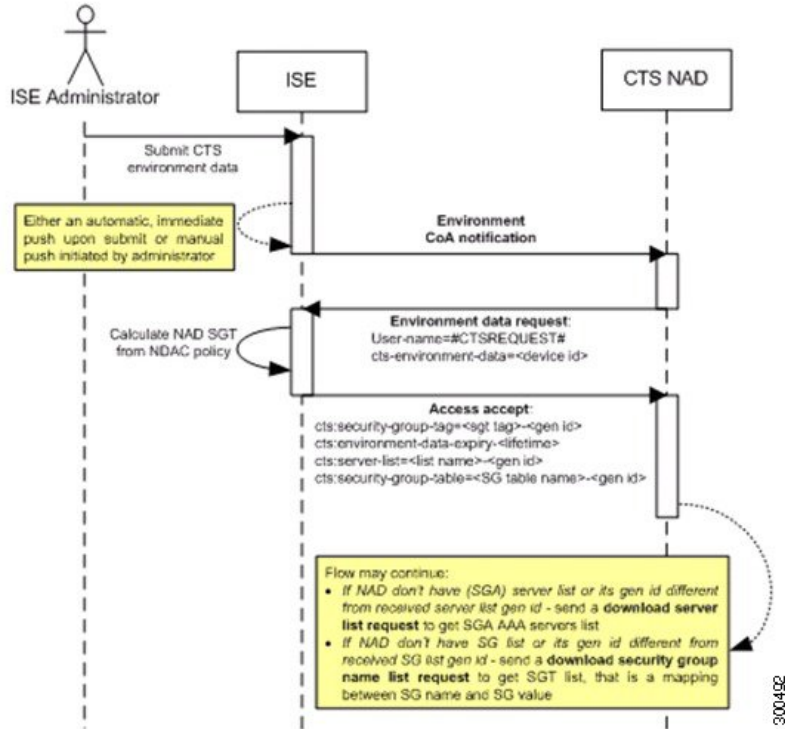 ISE Administrator
ISE
CTS NAD
Submit CTS
environment data
Either an automatic, immediate
push upon submit or manual
push initiated by administrator
Environment
CoA notification
Calculate NAD SGT
from NDAC policy
Environment data request:
User-name=#CTSREQUEST#
cts-environment-data=<device id>
Access accept:
cts:security-group-tag=<sgt tag>-<gen id>
cts:environment-data-expiry-<lifetime>
cts:server-list=<list name>-<gen id>
cts:security-group-table=<SG table name>-<gen id>
Flow may continue:
• If NAD don't have (SGA) server list or its gen id different
from received server list gen id - send a download server
list request to get SGA AAA servers list
• If NAD don't have SG list or its gen id different from
received SG list gen id - send a download security group
name list request to get SGT list, that is a mapping
between SG name and SG value
300492